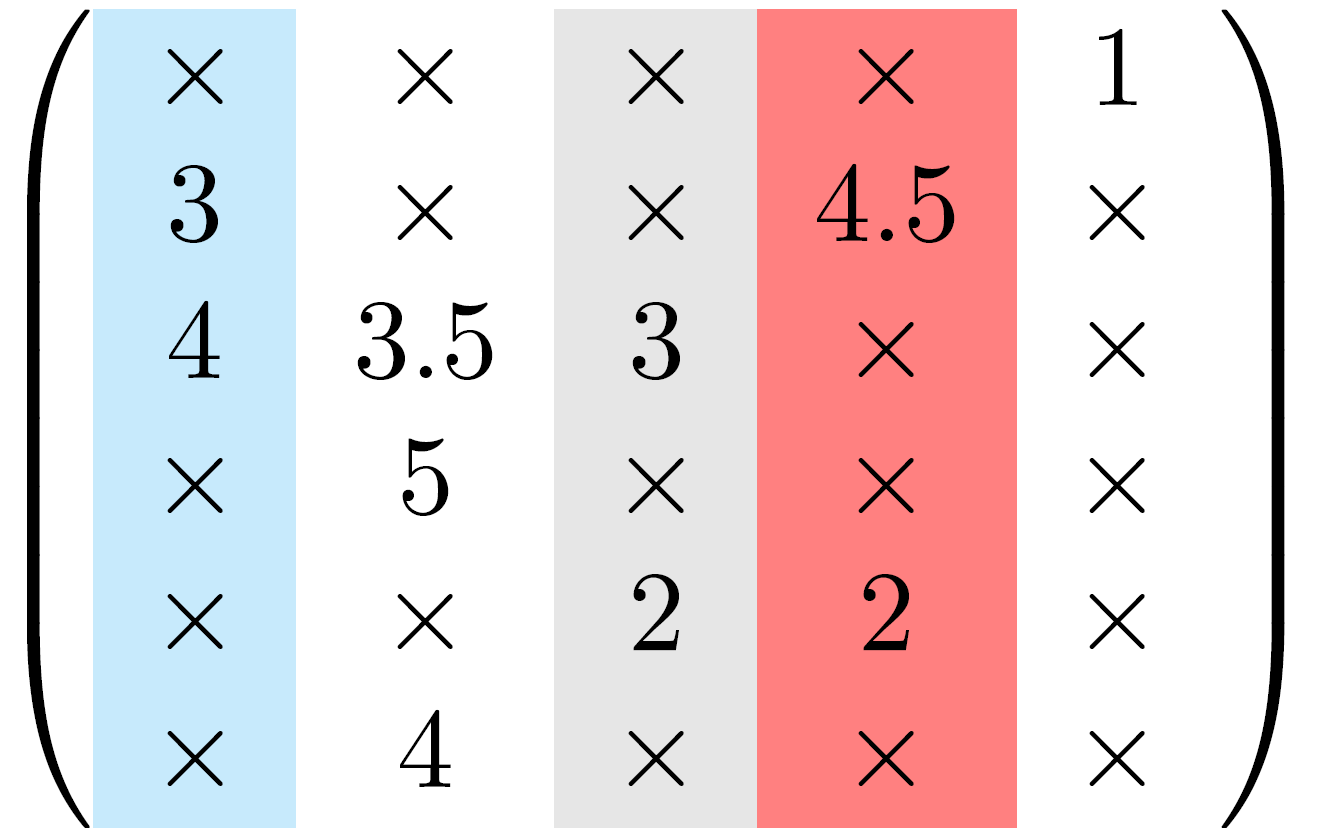 × × × × 1
3 × × 4.5 ×
4 3.5 3 × ×
× 5 × × ×
× × 2 2 ×
× 4 × × ×